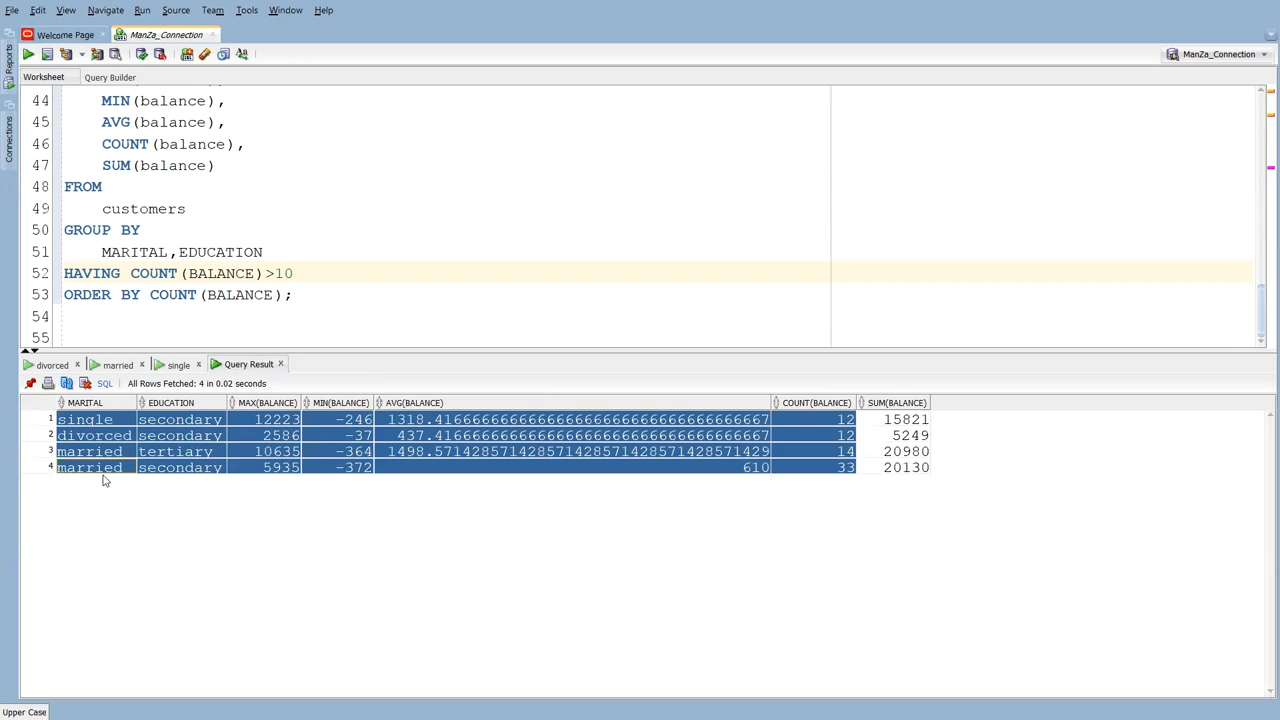 File Edit View Navigate Run Source Team Tools Window Help
Welcome Page ManZa_Connection
ManZa_Connection
Worksheet Query Builder
Reports
Connections
44 MIN(balance),
45 AVG(balance),
46 COUNT(balance),
47 SUM(balance)
48 FROM
49 customers
50 GROUP BY
51 MARITAL,EDUCATION
52 HAVING COUNT(BALANCE)>10
53 ORDER BY COUNT(BALANCE);
54
55
divorced married single Query Result
SQL All Rows Fetched: 4 in 0.02 seconds
MARITAL EDUCATION MAX(BALANCE) MIN(BALANCE) AVG(BALANCE) COUNT(BALANCE) SUM(BALANCE)
1 single secondary 12223 -246 1318.41666666666666666666666666666666667 12 15821
2 divorced secondary 2586 -37 437.416666666666666666666666666666666667 12 5249
3 married tertiary 10635 -364 1498.57142857142857142857142857142857143 14 20980
4 married secondary 5935 -372 610 33 20130
Upper Case